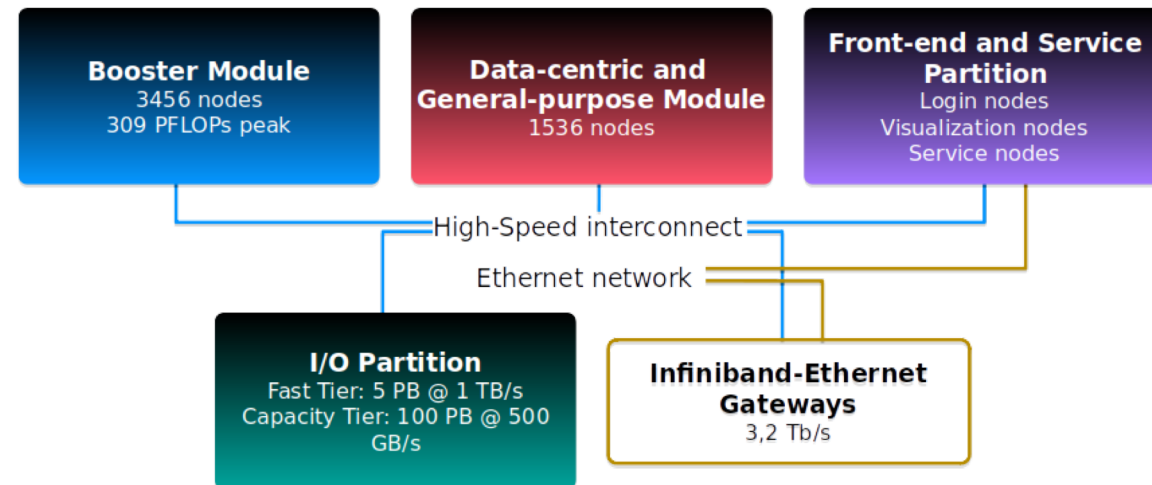 Booster Module
3456 nodes
309 PFLOPs peak
Data-centric and
General-purpose Module
1536 nodes
Front-end and Service
Partition
Login nodes
Visualization nodes
Service nodes
High-Speed interconnect
Ethernet network
I/O Partition
Fast Tier: 5 PB @ 1 TB/s
Capacity Tier: 100 PB @ 500
GB/s
Infiniband-Ethernet
Gateways
3,2 Tb/s